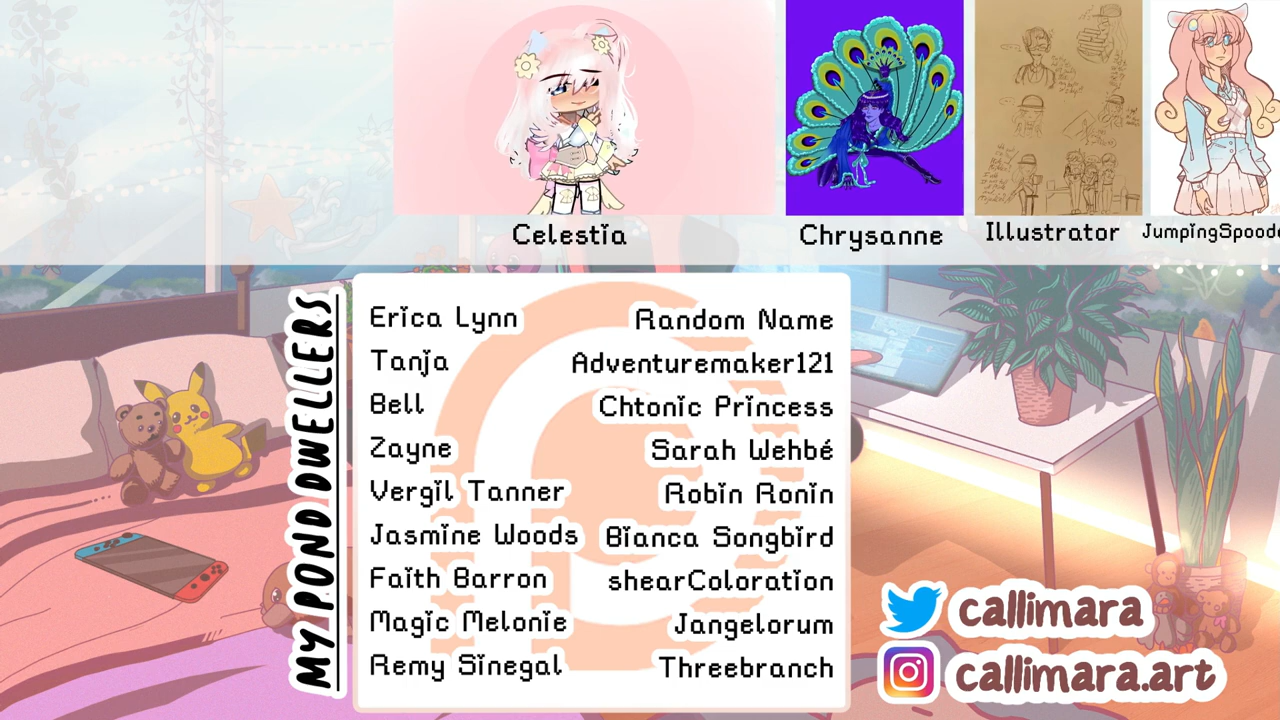 Celestia
Chrysanne
Illustrator
MY POND DWELLERS
Erica Lynn
Tanja
Bell
Zayne
Vergil Tanner
Jasmine Woods
Faith Barron
Magic Melonie
Remy Sinegal
Random Name
Adventuremaker121
Chtonic Princess
Sarah Wehbé
Robin Ronin
Bianca Songbird
shearColoration
Jangelorum
Threebranch
callimara
callimara.art